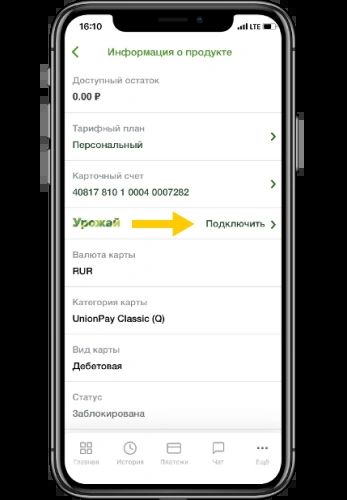 16:10
LTE
Информация о продукте
Доступный остаток
0.00 ₽
Тарифный план
Персональный
Карточный счет
40817 810 1 0004 0007282
Урожай
Подключить
Валюта карты
RUR
Категория карты
UnionPay Classic (Q)
Вид карты
Дебетовая
Статус
Заблокирована
Главная
История
Платежи
Чат
Ещё